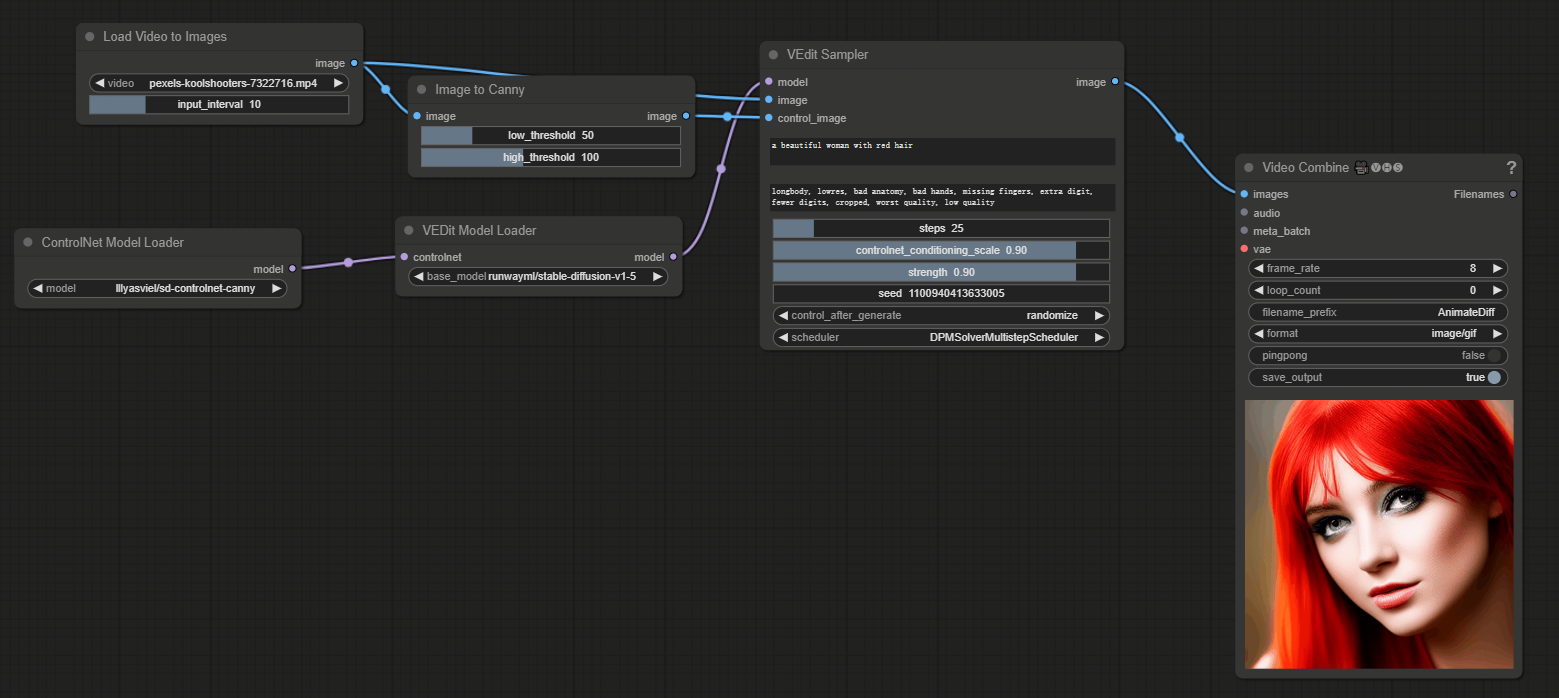 Load Video to Images
image
video pexels-koolshooters-7322716.mp4
input_interval 10
Image to Canny
image image
low_threshold 50
high_threshold 100
ControlNet Model Loader
model
model lllyasviel/sd-controlnet-canny
VEDit Model Loader
controlnet model
base_model runwayml/stable-diffusion-v1-5
VEdit Sampler
model image
image
control_image
a beautiful woman with red hair
longbody, lowres, bad anatomy, bad hands, missing fingers, extra digit,
fewer digits, cropped, worst quality, low quality
steps 25
controlnet_conditioning_scale 0.90
strength 0.90
seed 1100940413633005
control_after_generate randomize
scheduler DPMSolverMultistepScheduler
Video Combine 🎥🅥🅗🅢 ?
images Filenames
audio
meta_batch
vae
frame_rate 8
loop_count 0
filename_prefix AnimateDiff
format image/gif
pingpong false
save_output true